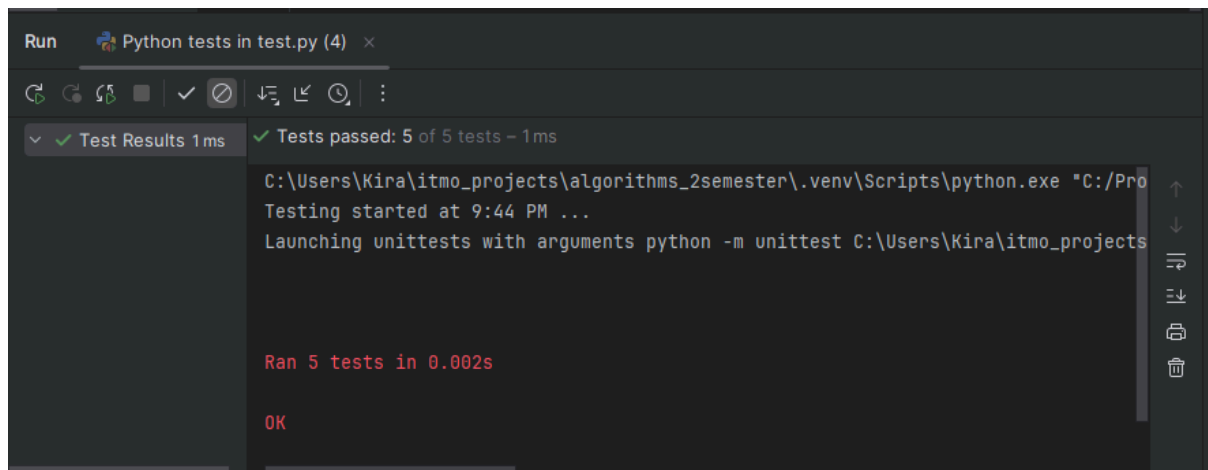 Run Python tests in test.py (4) ×
Test Results 1 ms
Tests passed: 5 of 5 tests – 1 ms
C:\Users\Kira\itmo_projects\algorithms_2semester\.venv\Scripts\python.exe "C:/Pro
Testing started at 9:44 PM ...
Launching unittests with arguments python -m unittest C:\Users\Kira\itmo_projects
Ran 5 tests in 0.002s
OK